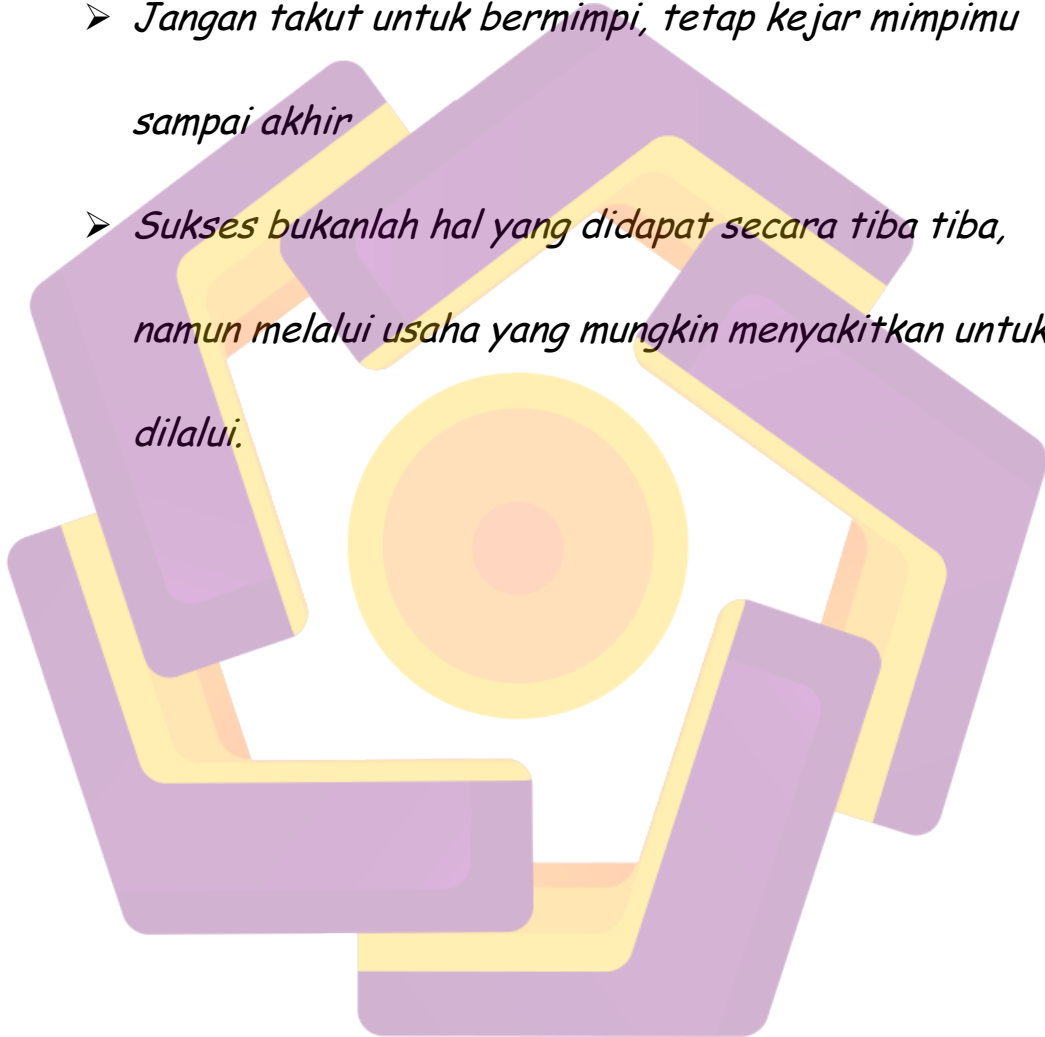 ➢ Jangan takut untuk bermimpi, tetap kejar mimpimu
sampai akhir
➢ Sukses bukanlah hal yang didapat secara tiba tiba,
namun melalui usaha yang mungkin menyakitkan untuk
dilalui.